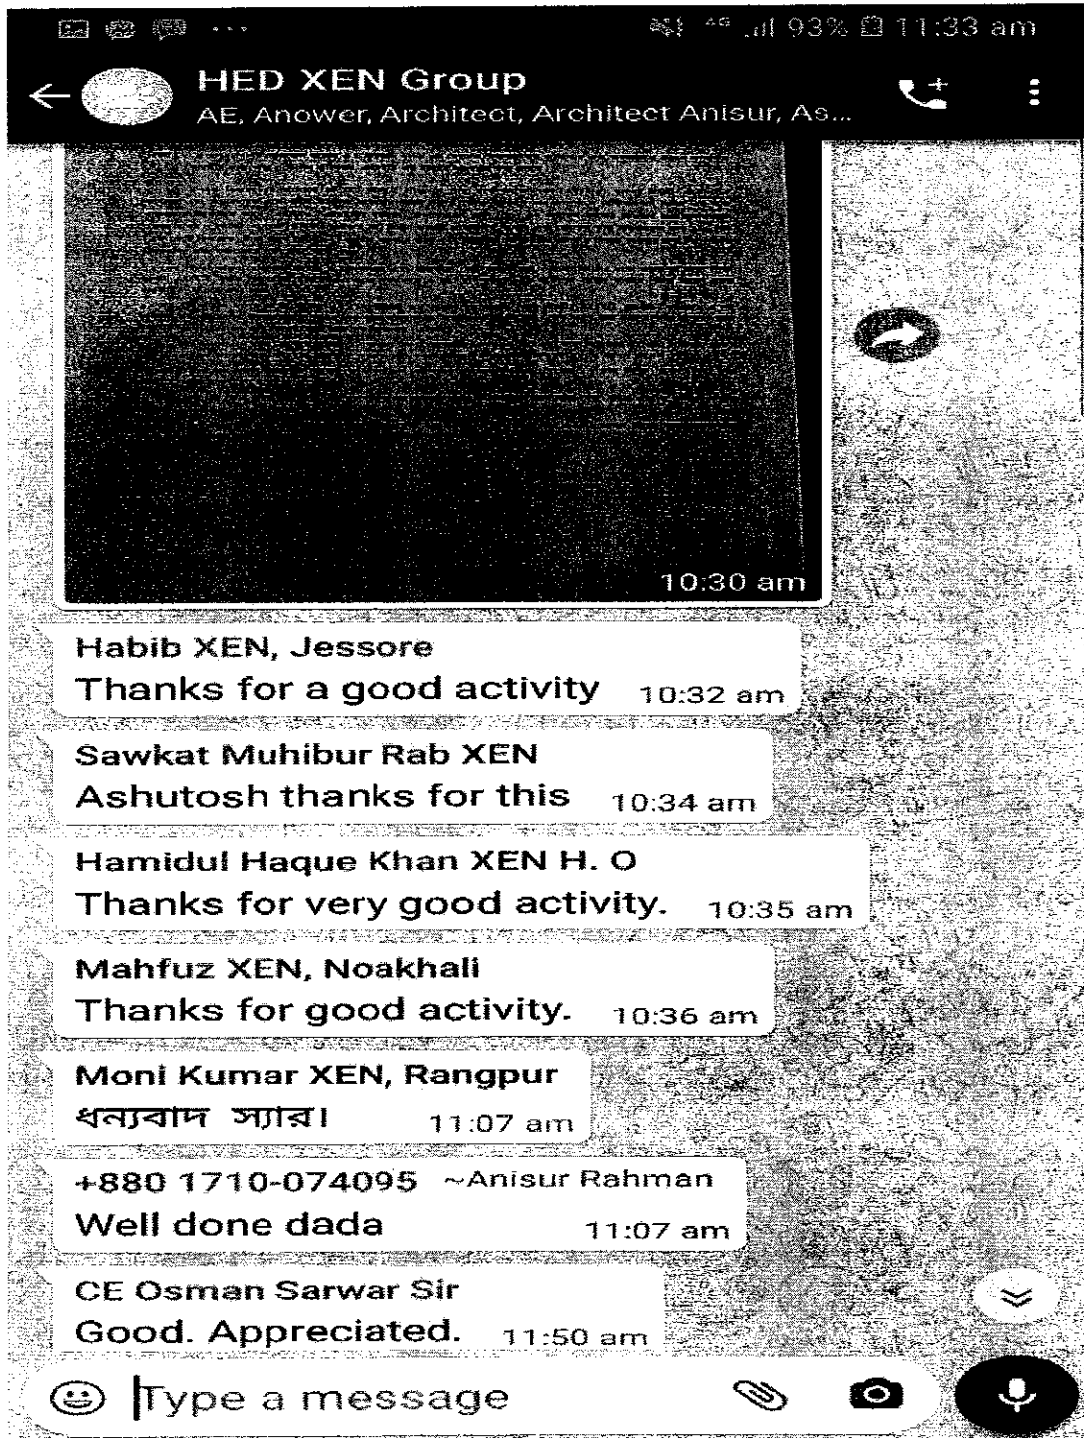 4G 93% 11:33 am
HED XEN Group
AE, Anower, Architect, Architect Anisur, As...
10:30 am
Habib XEN, Jessore
Thanks for a good activity 10:32 am
Sawkat Muhibur Rab XEN
Ashutosh thanks for this 10:34 am
Hamidul Haque Khan XEN H. O
Thanks for very good activity. 10:35 am
Mahfuz XEN, Noakhali
Thanks for good activity. 10:36 am
Moni Kumar XEN, Rangpur
ধন্যবাদ স্যার। 11:07 am
+880 1710-074095 ~Anisur Rahman
Well done dada 11:07 am
CE Osman Sarwar Sir
Good. Appreciated. 11:50 am
Type a message